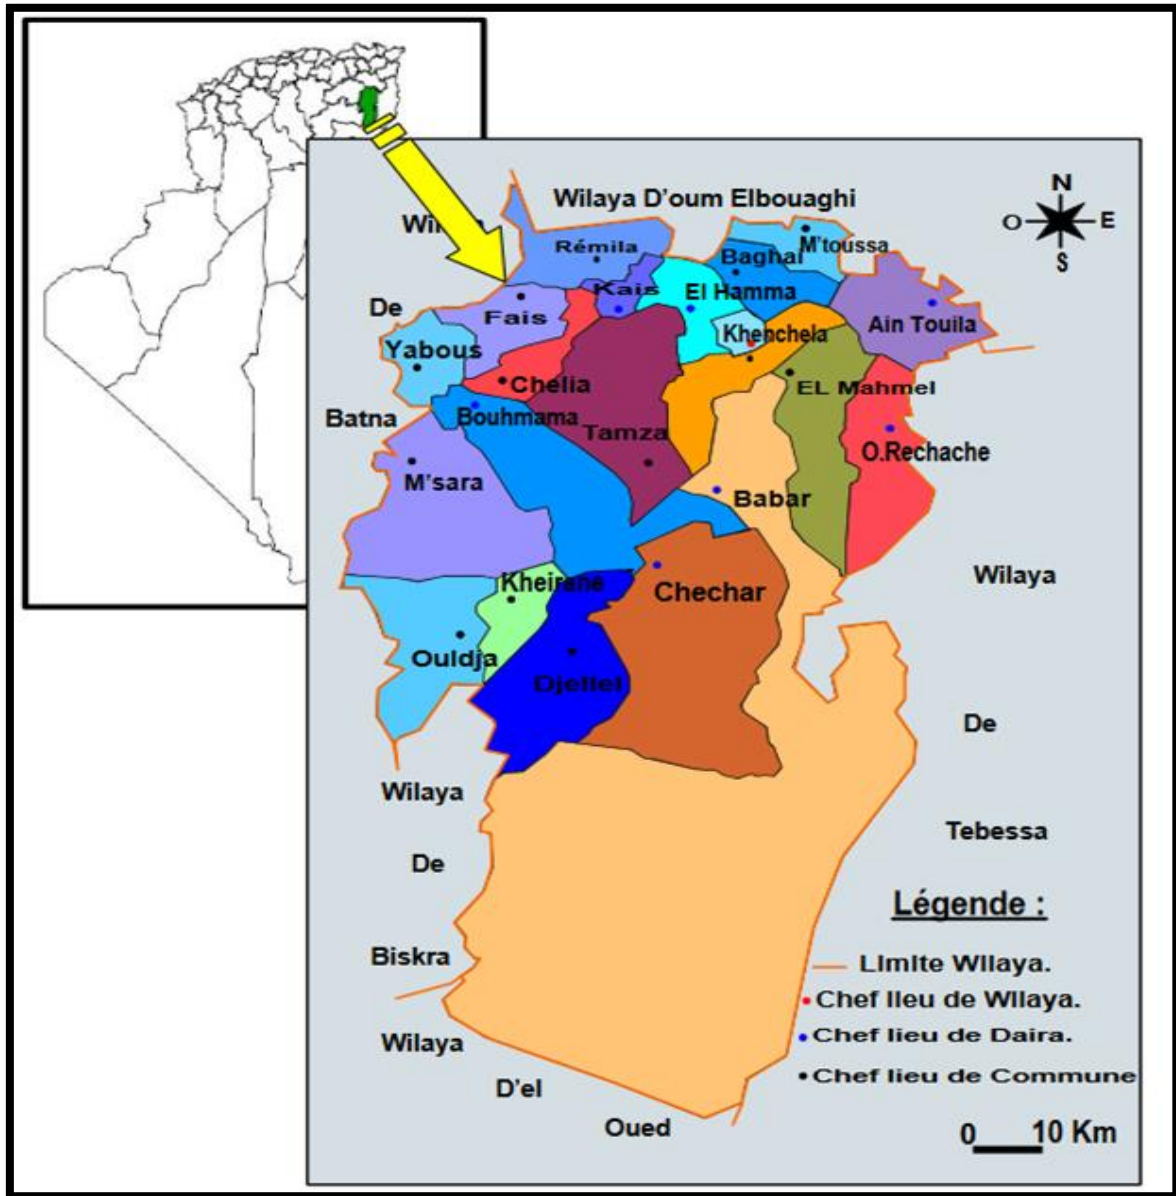 Wilaya D'oum Elbouaghi
N
O
E
S
M'toussa
Rémila
Baghai
Kais
El Hamma
De
Fais
Khenchela
Ain Touila
Yabous
Chelia
EL Mahmel
Batna
Bouhmama
Tamza
O.Rechache
M'sara
Babar
Wilaya
Kheirane
Chechar
Ouldja
Djellel
De
Wilaya
Tebessa
De
Biskra
Wilaya
D'el
Oued
Légende :
Limite Wilaya.
Chef lieu de Wilaya.
Chef lieu de Daira.
Chef lieu de Commune
0 10 Km